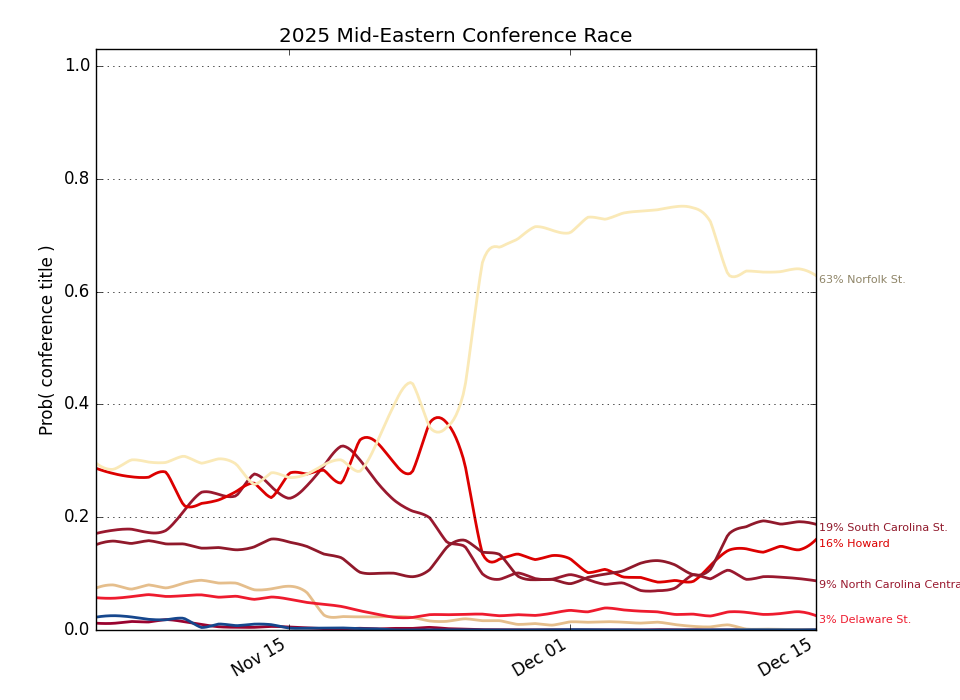 2025 Mid-Eastern Conference Race
Prob( conference title )
1.0
0.8
0.6
0.4
0.2
0.0
Nov 15
Dec 01
Dec 15
63% Norfolk St.
19% South Carolina St.
16% Howard
9% North Carolina Centra
3% Delaware St.